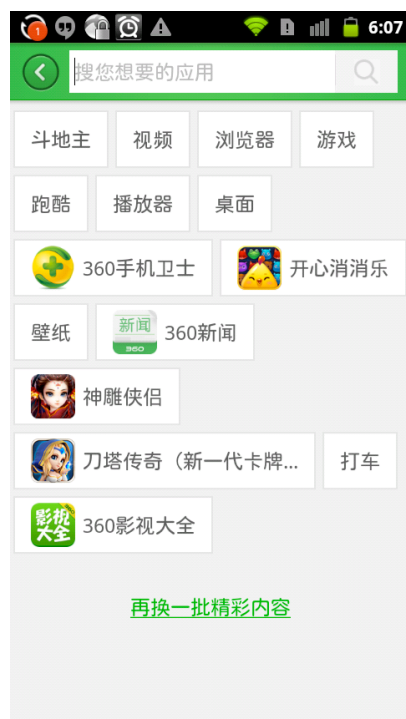 1
6:07
搜您想要的应用
斗地主 视频 浏览器 游戏
跑酷 播放器 桌面
360手机卫士 开心消消乐
壁纸 新闻 360 360新闻
神雕侠侣
刀塔传奇（新一代卡牌... 打车
影视大全 360影视大全
再换一批精彩内容